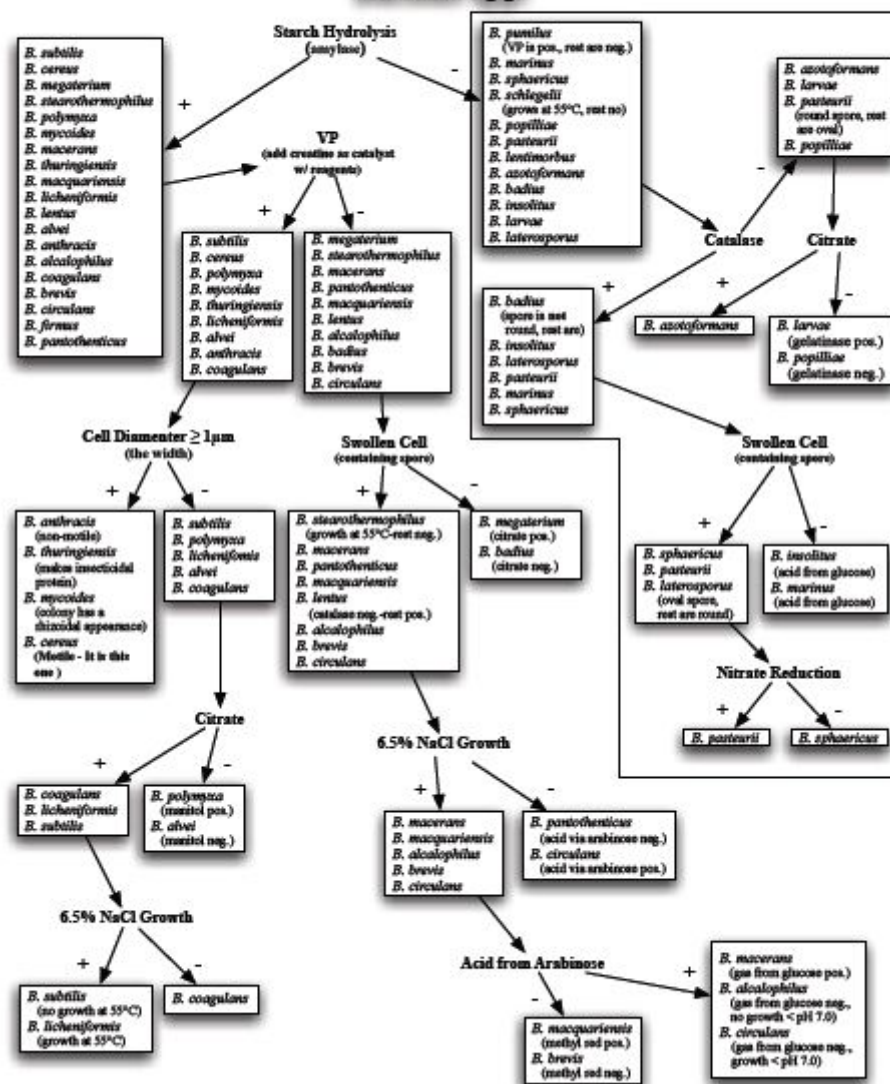 Starch Hydrolysis
(amylase)
+
-
B. subtilis
B. cereus
B. megaterium
B. stearothermophilus
B. polymyxa
B. mycoides
B. macerans
B. thuringiensis
B. macquariensis
B. licheniformis
B. lentus
B. alvei
B. anthracis
B. alcalophilus
B. coagulans
B. brevis
B. circulans
B. firmus
B. pantothenticus
VP
(add creatine as catalyst
w/ reagents)
+
-
B. subtilis
B. cereus
B. polymyxa
B. mycoides
B. thuringiensis
B. licheniformis
B. alvei
B. anthracis
B. coagulans
B. megaterium
B. stearothermophilus
B. macerans
B. pantothenticus
B. macquariensis
B. lentus
B. alcalophilus
B. badius
B. brevis
B. circulans
Cell Diamenter ≥ 1µm
(the width)
+
-
B. anthracis
(non-motile)
B. thuringiensis
(makes insecticidal
protein)
B. mycoides
(colony has a
rhizoidal appearance)
B. cereus
(Motile - It is this
one )
B. subtilis
B. polymyxa
B. licheniformis
B. alvei
B. coagulans
Citrate
+
-
B. coagulans
B. licheniformis
B. subtilis
B. polymyxa
(manitol pos.)
B. alvei
(manitol neg.)
6.5% NaCl Growth
+
-
B. subtilis
(no growth at 55°C)
B. licheniformis
(growth at 55°C)
B. coagulans
Swollen Cell
(containing spore)
+
-
B. stearothermophilus
(growth at 55°C-rest neg.)
B. macerans
B. pantothenticus
B. macquariensis
B. lentus
(catalase neg.-rest pos.)
B. alcalophilus
B. brevis
B. circulans
B. megaterium
(citrate pos.)
B. badius
(citrate neg.)
6.5% NaCl Growth
+
-
B. macerans
B. macquariensis
B. alcalophilus
B. brevis
B. circulans
B. pantothenticus
(acid via arabinose neg.)
B. circulans
(acid via arabinose pos.)
Acid from Arabinose
-
+
B. macquariensis
(methyl red pos.)
B. brevis
(methyl red neg.)
B. macerans
(gas from glucose pos.)
B. alcalophilus
(gas from glucose neg.,
no growth < pH 7.0)
B. circulans
(gas from glucose neg.,
growth < pH 7.0)
B. pumilus
(VP is pos., rest are neg.)
B. marinus
B. sphaericus
B. schlegelii
(grows at 55°C, rest no)
B. popilliae
B. pasteurii
B. lentimorbus
B. azotoformans
B. badius
B. insolitus
B. larvae
B. laterosporus
Catalase
-
+
B. azotoformans
B. larvae
B. pasteurii
(round spore, rest
are oval)
B. popilliae
Citrate
+
-
B. azotoformans
B. larvae
(gelatinase pos.)
B. popilliae
(gelatinase neg.)
B. badius
(spore is not
round, rest are)
B. insolitus
B. laterosporus
B. pasteurii
B. marinus
B. sphaericus
Swollen Cell
(containing spore)
+
-
B. sphaericus
B. pasteurii
B. laterosporus
(oval spore,
rest are round)
B. insolitus
(acid from glucose)
B. marinus
(acid from glucose)
Nitrate Reduction
+
-
B. pasteurii
B. sphaericus